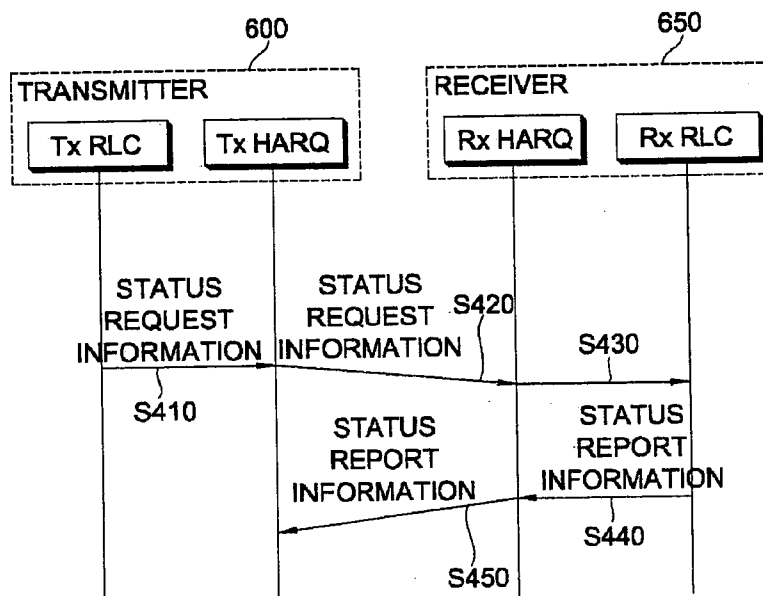 600
650
TRANSMITTER
RECEIVER
Tx RLC
Tx HARQ
Rx HARQ
Rx RLC
STATUS
REQUEST
INFORMATION
S410
STATUS
REQUEST
INFORMATION
S420
S430
STATUS
REPORT
INFORMATION
S440
STATUS
REPORT
INFORMATION
S450